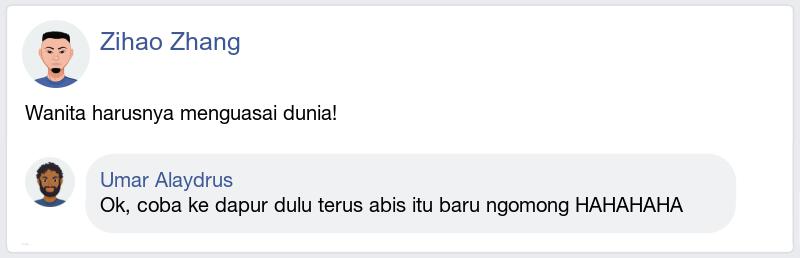 Zihao Zhang
Wanita harusnya menguasai dunia!
Umar Alaydrus
Ok, coba ke dapur dulu terus abis itu baru ngomong HAHAHAHA